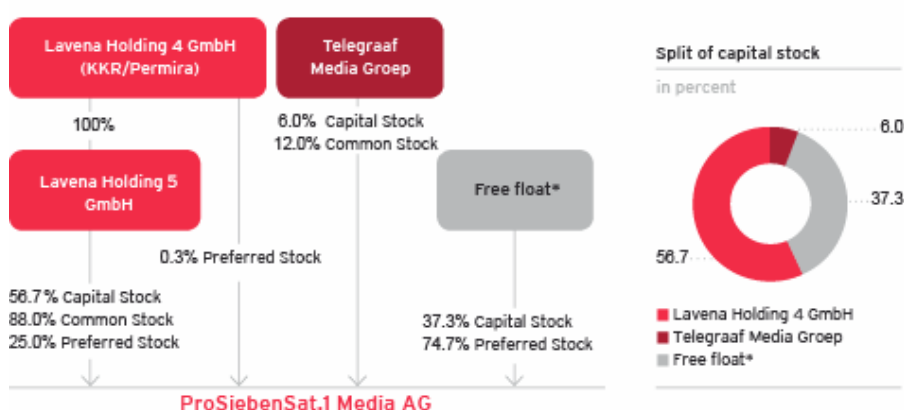 Lavena Holding 4 GmbH
(KKR/Permira)
Telegraaf
Media Groep
100%
6.0% Capital Stock
12.0% Common Stock
Lavena Holding 5
GmbH
Free float*
0.3% Preferred Stock
56.7% Capital Stock
88.0% Common Stock
25.0% Preferred Stock
37.3% Capital Stock
74.7% Preferred Stock
ProSiebenSat.1 Media AG
Split of capital stock
in percent
6.0
37.3
56.7
Lavena Holding 4 GmbH
Telegraaf Media Groep
Free float*